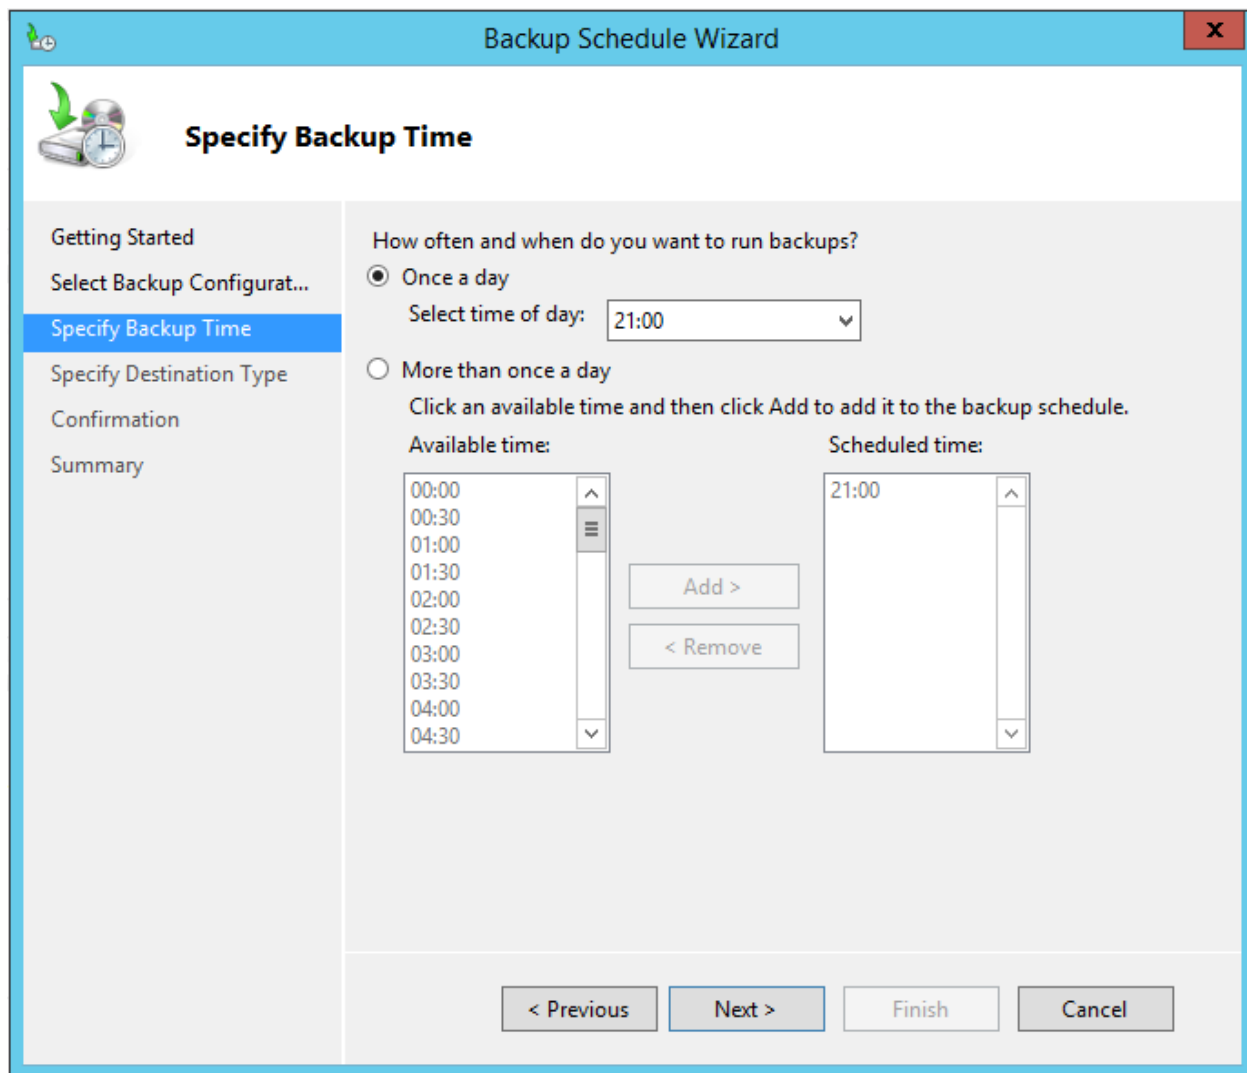 Backup Schedule Wizard
x
Specify Backup Time
Getting Started
Select Backup Configurat...
Specify Backup Time
Specify Destination Type
Confirmation
Summary
How often and when do you want to run backups?
Once a day
Select time of day:
21:00
More than once a day
Click an available time and then click Add to add it to the backup schedule.
Available time:
00:00
00:30
01:00
01:30
02:00
02:30
03:00
03:30
04:00
04:30
Add >
< Remove
Scheduled time:
21:00
< Previous
Next >
Finish
Cancel